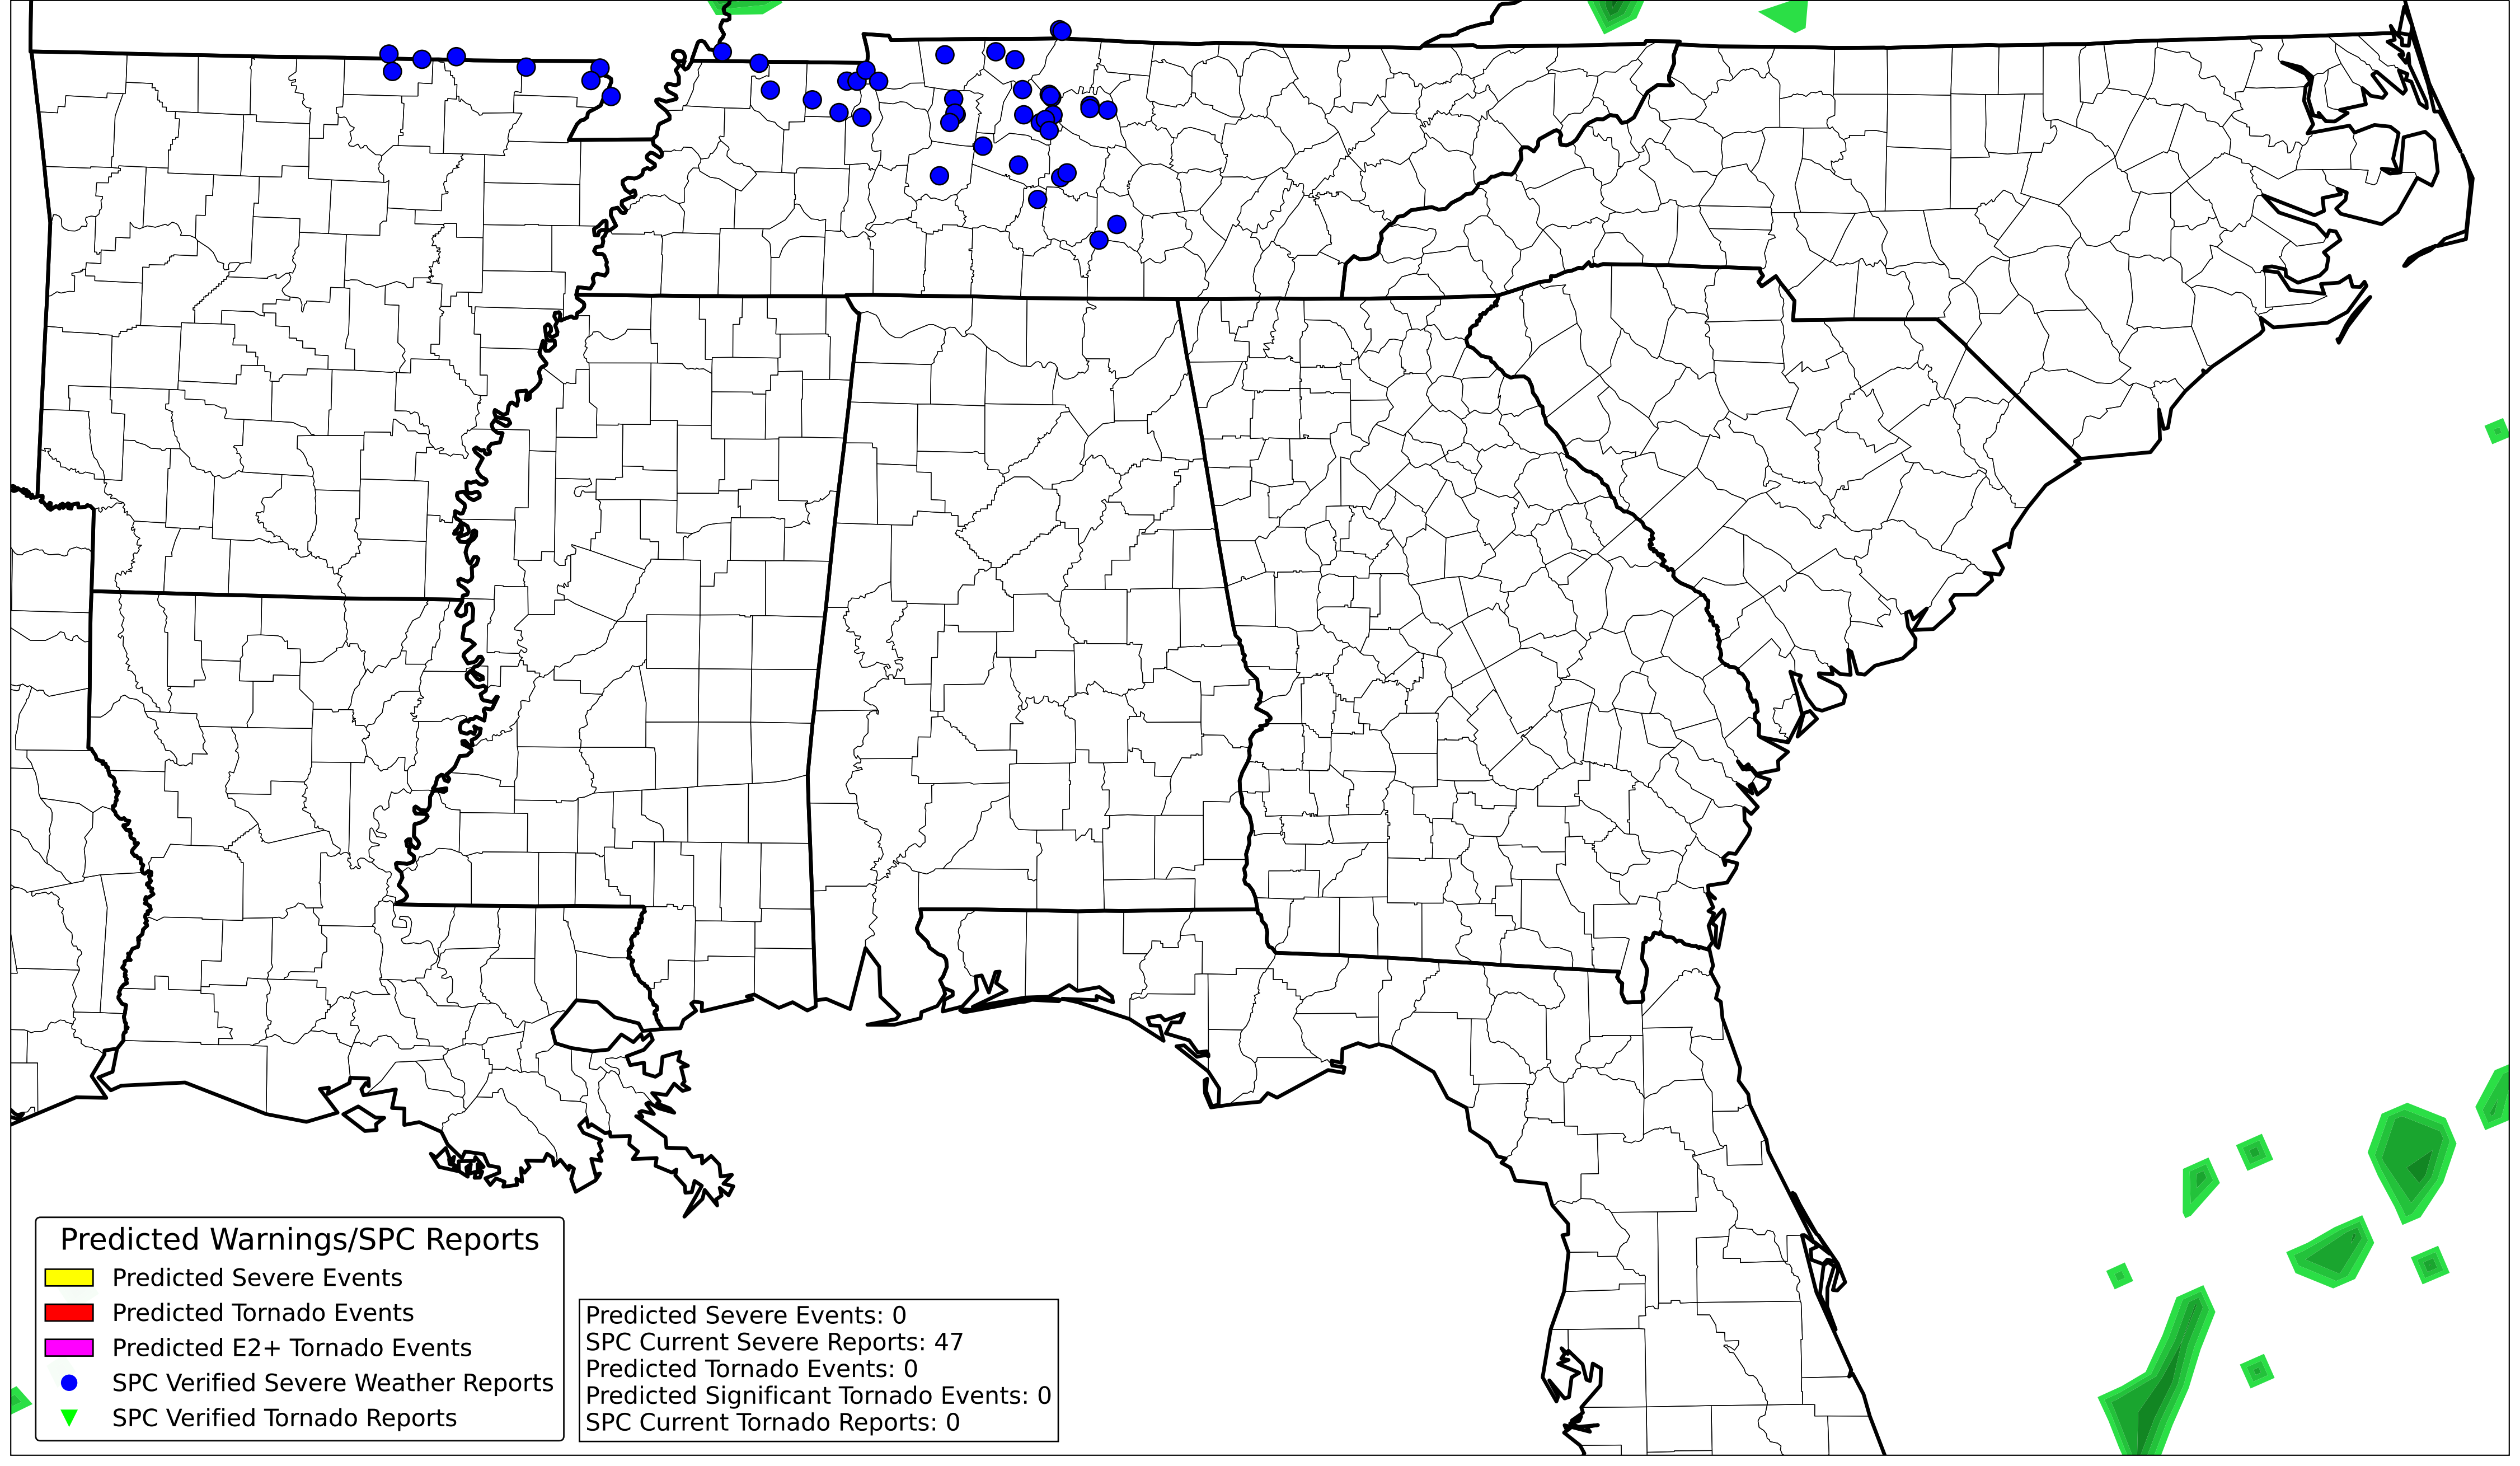 Predicted Warnings/SPC Reports
Predicted Severe Events
Predicted Tornado Events
Predicted E2+ Tornado Events
SPC Verified Severe Weather Reports
SPC Verified Tornado Reports
Predicted Severe Events: 0
SPC Current Severe Reports: 47
Predicted Tornado Events: 0
Predicted Significant Tornado Events: 0
SPC Current Tornado Reports: 0